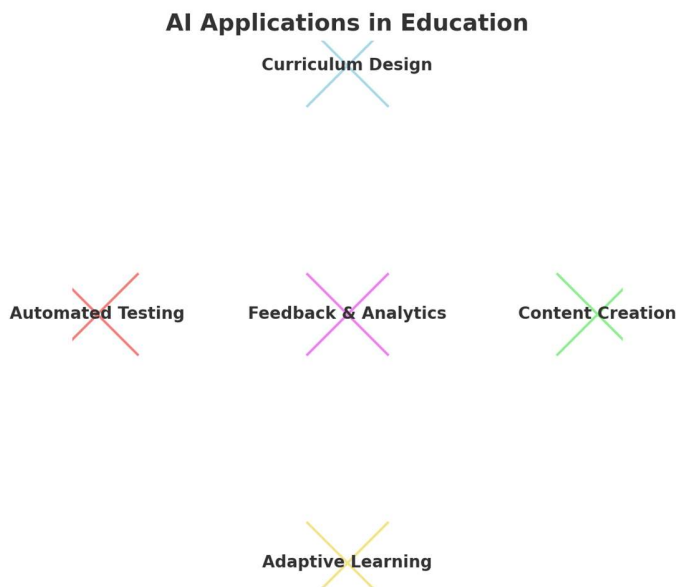 AI Applications in Education
Curriculum Design
Automated Testing
Feedback & Analytics
Content Creation
Adaptive Learning